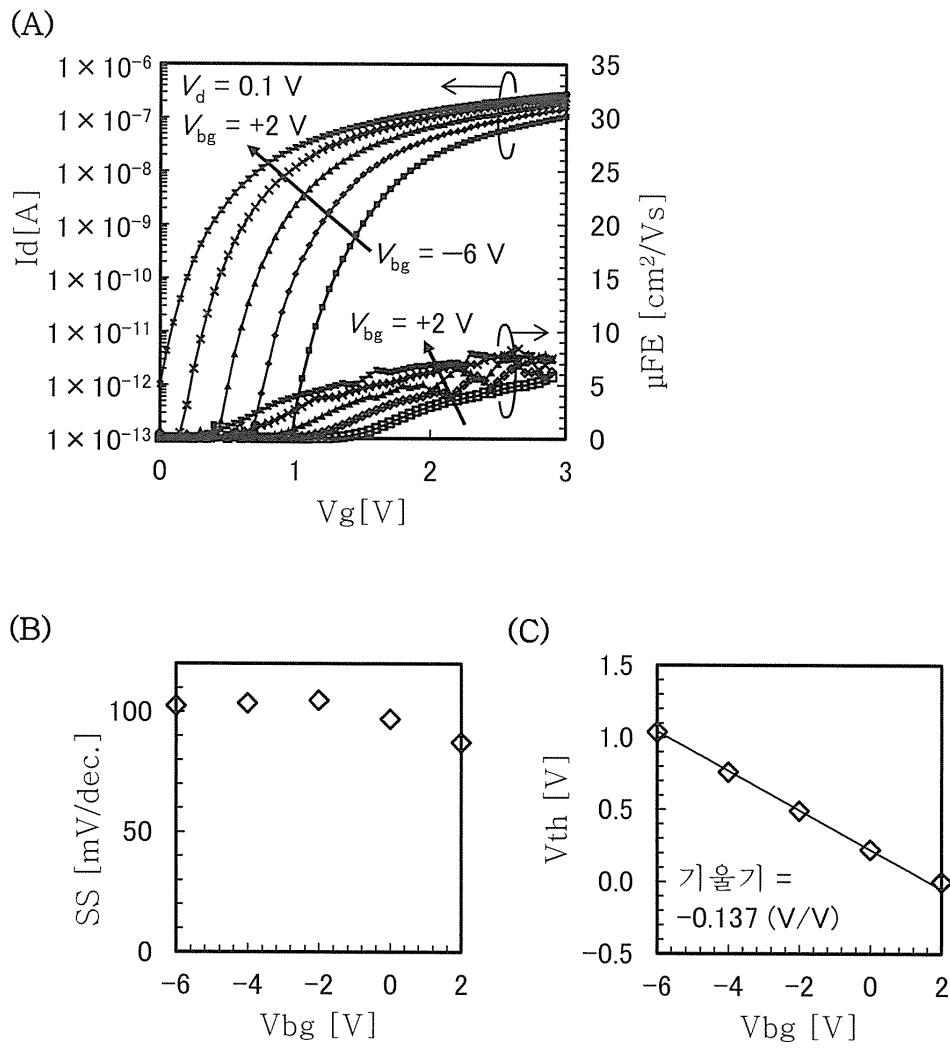 (A)
1×10⁻⁶
1×10⁻⁷
1×10⁻⁸
1×10⁻⁹
1×10⁻¹⁰
1×10⁻¹¹
1×10⁻¹²
1×10⁻¹³
Id[A]
V_d = 0.1 V
V_bg = +2 V
V_bg = −6 V
V_bg = +2 V
35
30
25
20
15
10
5
0
μFE [cm²/Vs]
0 1 2 3
Vg[V]
(B)
100
50
0
SS [mV/dec.]
-6 -4 -2 0 2
Vbg [V]
(C)
1.5
1.0
0.5
0.0
-0.5
Vth [V]
기울기 =
-0.137 (V/V)
-6 -4 -2 0 2
Vbg [V]